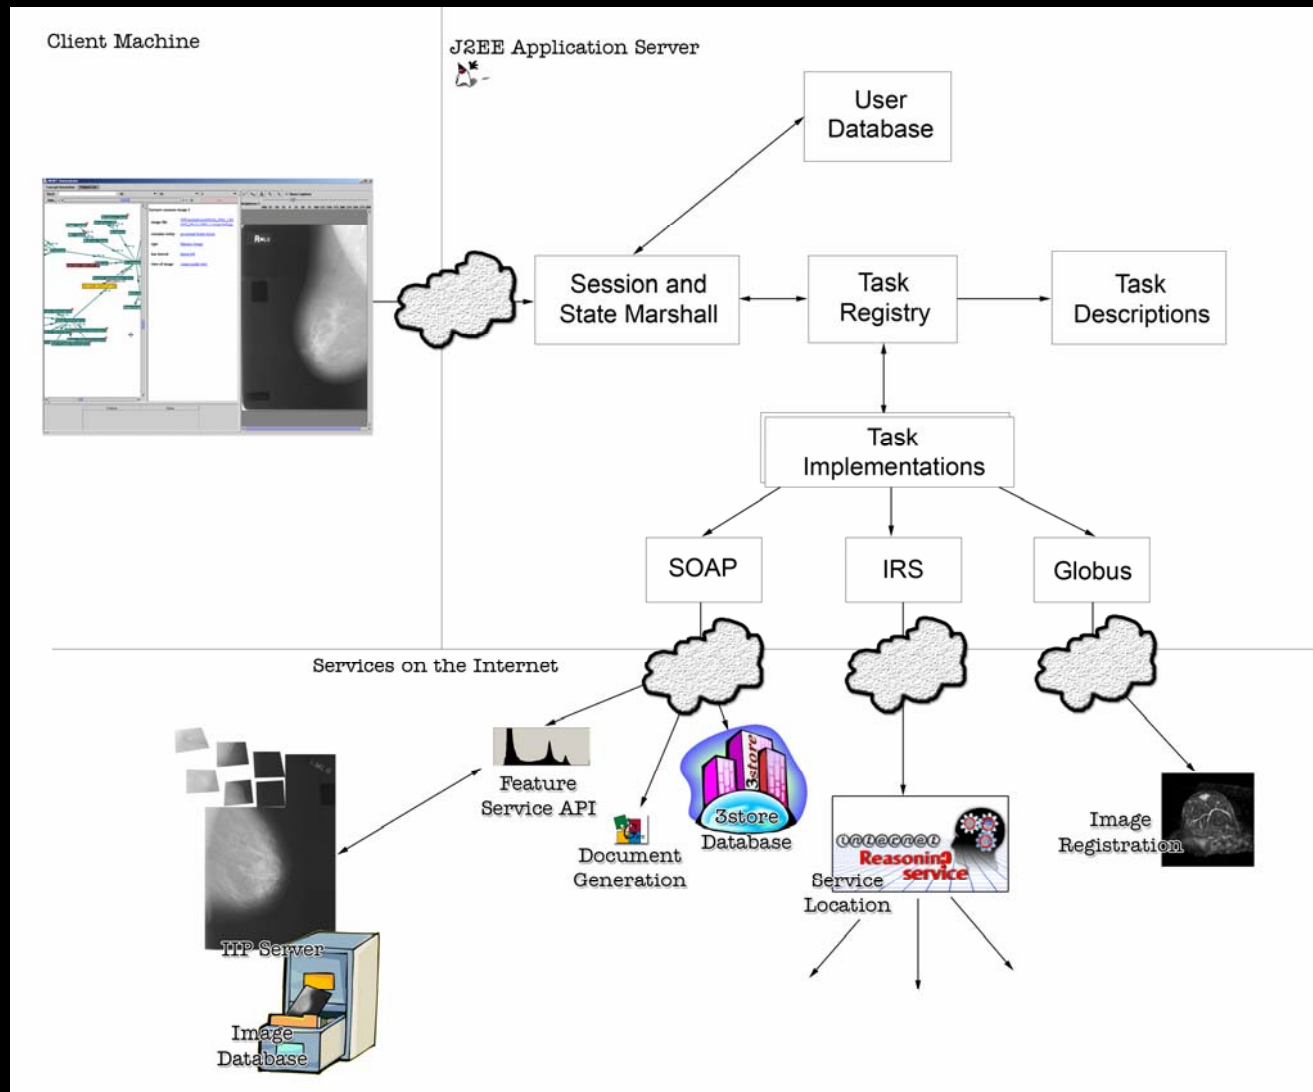 Client Machine
J2EE Application Server
User
Database
Session and
State Marshall
Task
Registry
Task
Descriptions
Task
Implementations
SOAP
IRS
Globus
Services on the Internet
Feature
Service API
Document
Generation
3store
3store
Database
internet
Reasoning
service
Service
Location
Image
Registration
IIP Server
Image
Database